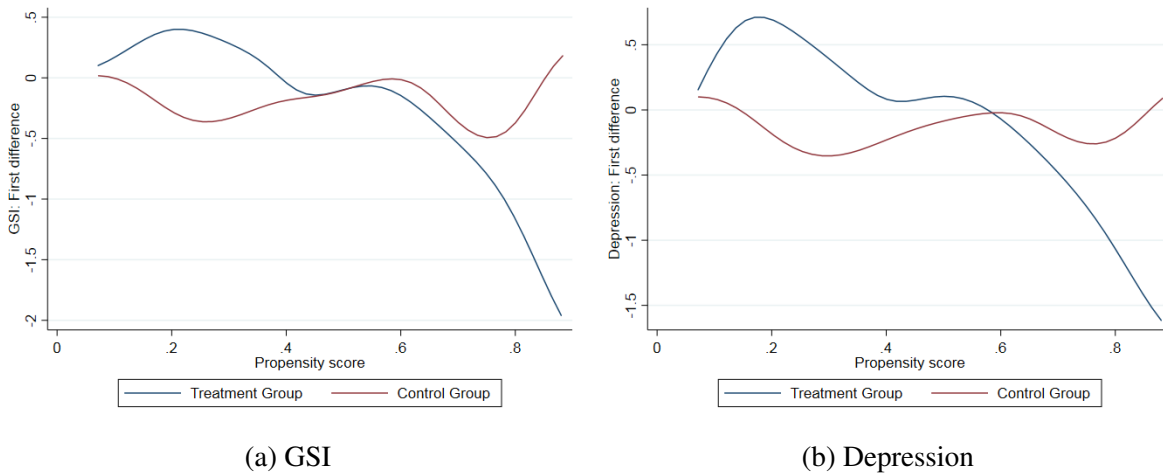 GSI: First difference
.5
0
-.5
-1
-1.5
-2
0
.2
.4
.6
.8
Propensity score
Treatment Group
Control Group
(a) GSI
Depression: First difference
.5
0
-.5
-1
-1.5
0
.2
.4
.6
.8
Propensity score
Treatment Group
Control Group
(b) Depression